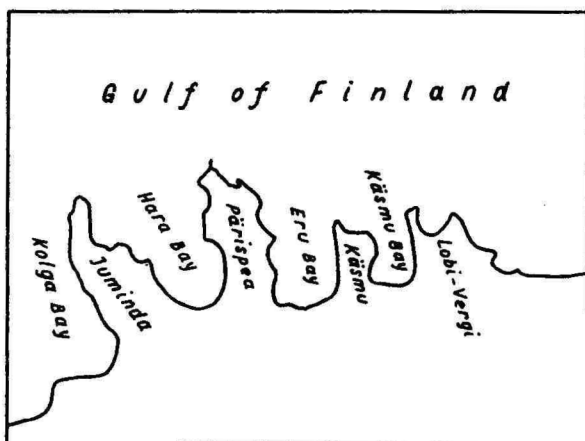 Gulf of Finland
Kolga Bay
Juminda
Hara Bay
Pärispea
Eru Bay
Käsmu
Käsmu Bay
Lobi-Vergi